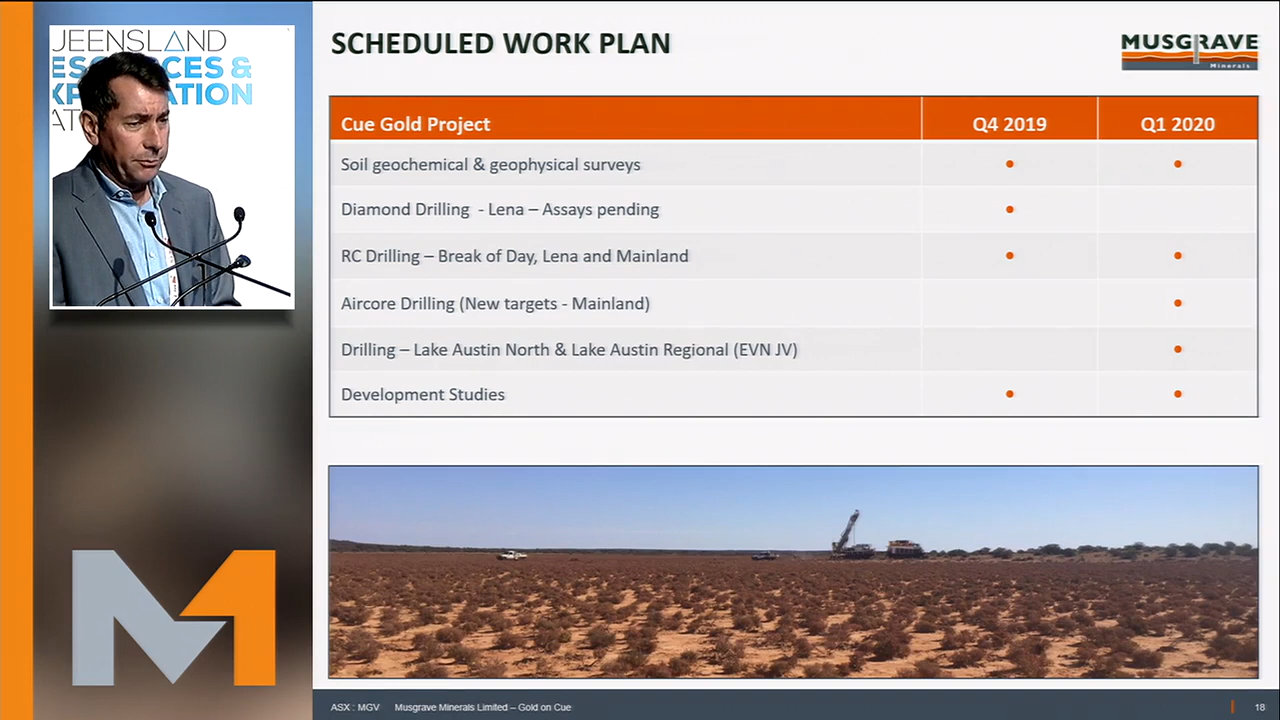 JEENSLAND
ESOURCES &
XP ATION
AT
SCHEDULED WORK PLAN
MUSGRAVE
Minerals
Cue Gold Project Q4 2019 Q1 2020
Soil geochemical & geophysical surveys • •
Diamond Drilling - Lena – Assays pending •
RC Drilling – Break of Day, Lena and Mainland • •
Aircore Drilling (New targets - Mainland) •
Drilling – Lake Austin North & Lake Austin Regional (EVN JV) •
Development Studies • •
M1
ASX : MGV Musgrave Minerals Limited – Gold on Cue 18